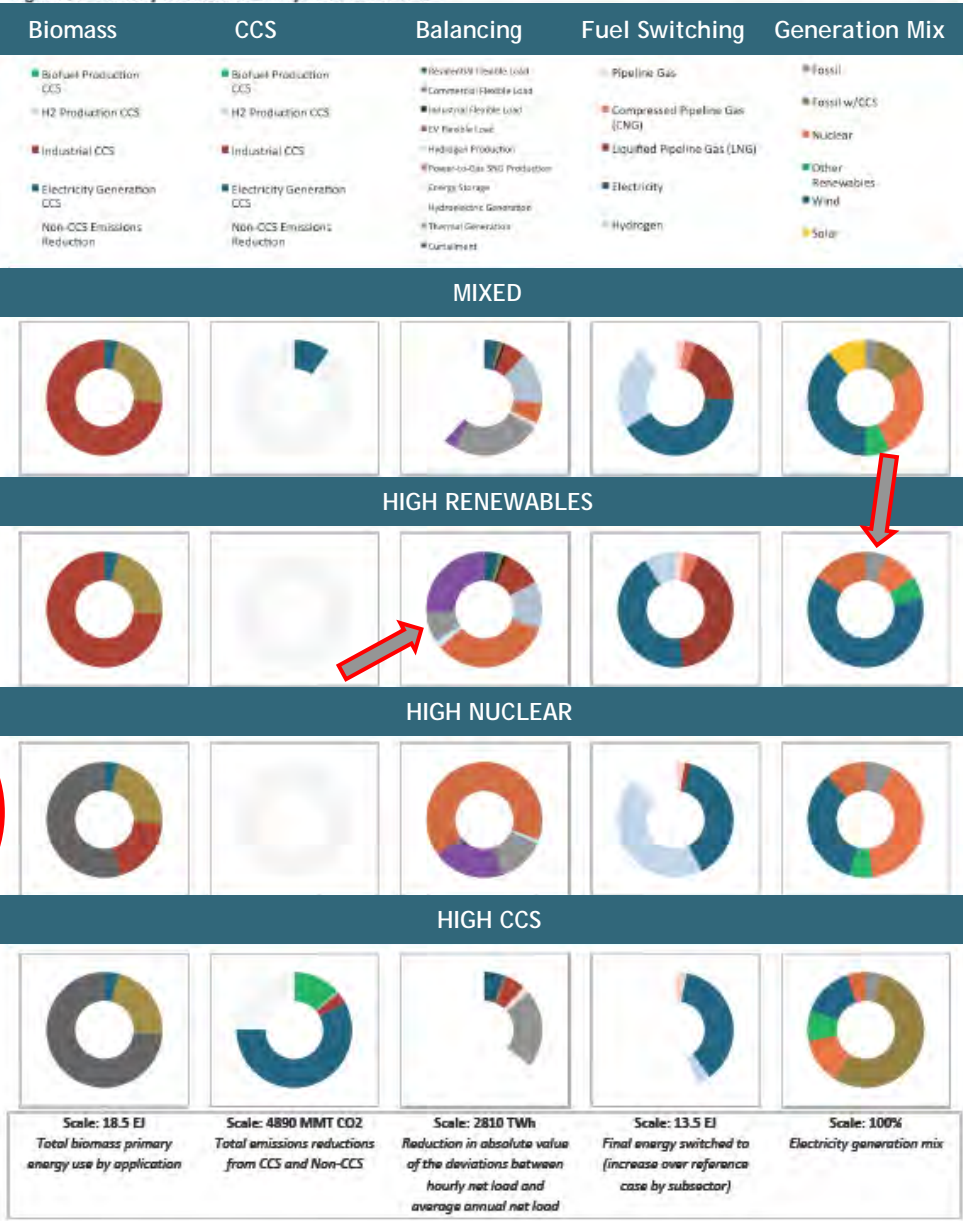 Biomass CCS Balancing Fuel Switching Generation Mix
Biofuel Production
CCS
H2 Production CCS
Industrial CCS
Electricity Generation
CCS
Non-CCS Emissions
Reduction
Biofuel Production
CCS
H2 Production CCS
Industrial CCS
Electricity Generation
CCS
Non-CCS Emissions
Reduction
Residential Flexible Load
Commercial Flexible Load
Industrial Flexible Load
EV Flexible Load
Hydrogen Production
Power-to-Gas SNG Production
Energy Storage
Hydroelectric Generation
Thermal Generation
Curtailment
Pipeline Gas
Compressed Pipeline Gas
(CNG)
Liquified Pipeline Gas (LNG)
Electricity
Hydrogen
Fossil
Fossil w/CCS
Nuclear
Other
Renewables
Wind
Solar
MIXED
HIGH RENEWABLES
HIGH NUCLEAR
HIGH CCS
Scale: 18.5 EJ
Total biomass primary
energy use by application
Scale: 4890 MMT CO2
Total emissions reductions
from CCS and Non-CCS
Scale: 2810 TWh
Reduction in absolute value
of the deviations between
hourly net load and
average annual net load
Scale: 13.5 EJ
Final energy switched to
(increase over reference
case by subsector)
Scale: 100%
Electricity generation mix